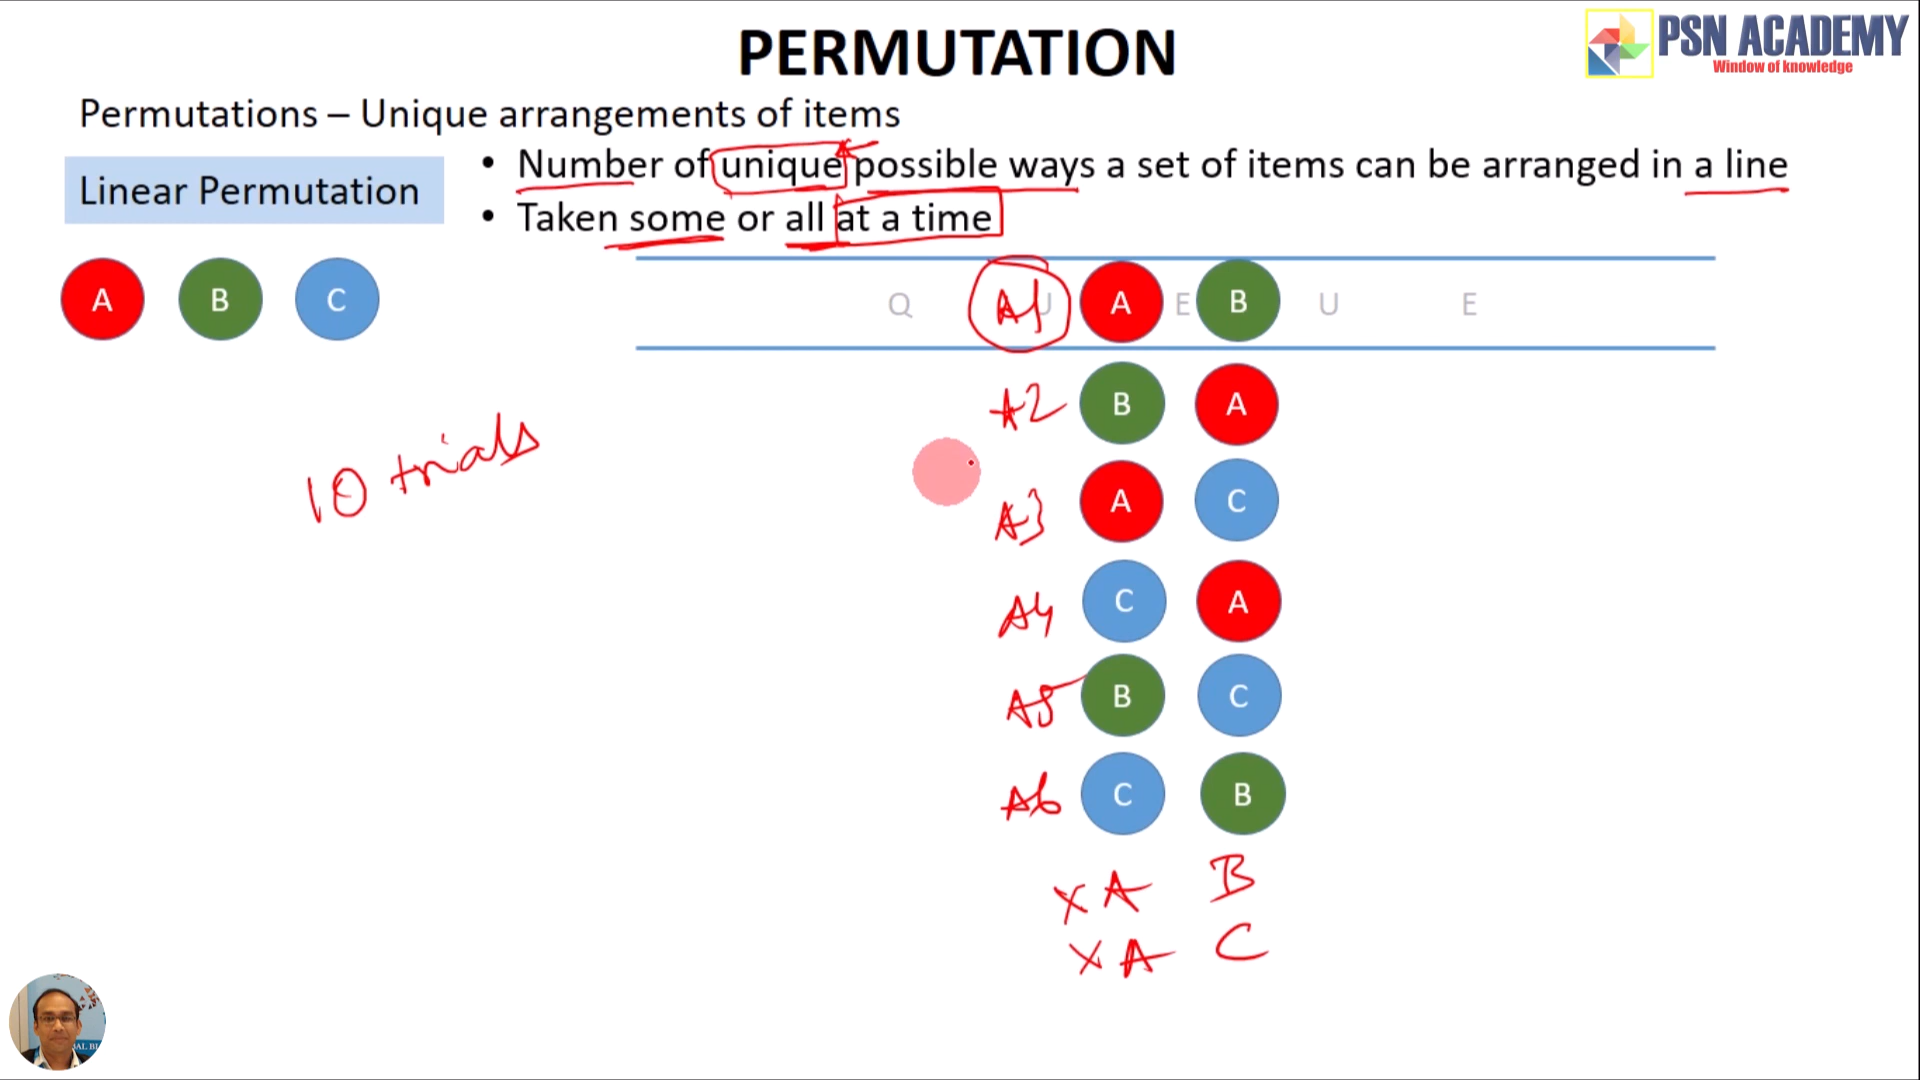 PERMUTATION
PSN ACADEMY
Window of knowledge
Permutations – Unique arrangements of items
Linear Permutation
• Number of unique possible ways a set of items can be arranged in a line
• Taken some or all at a time
A B C
Q U E U E
A1 A B
A2 B A
10 trials
A3 A C
A4 C A
A5 B C
A6 C B
x A B
x A C